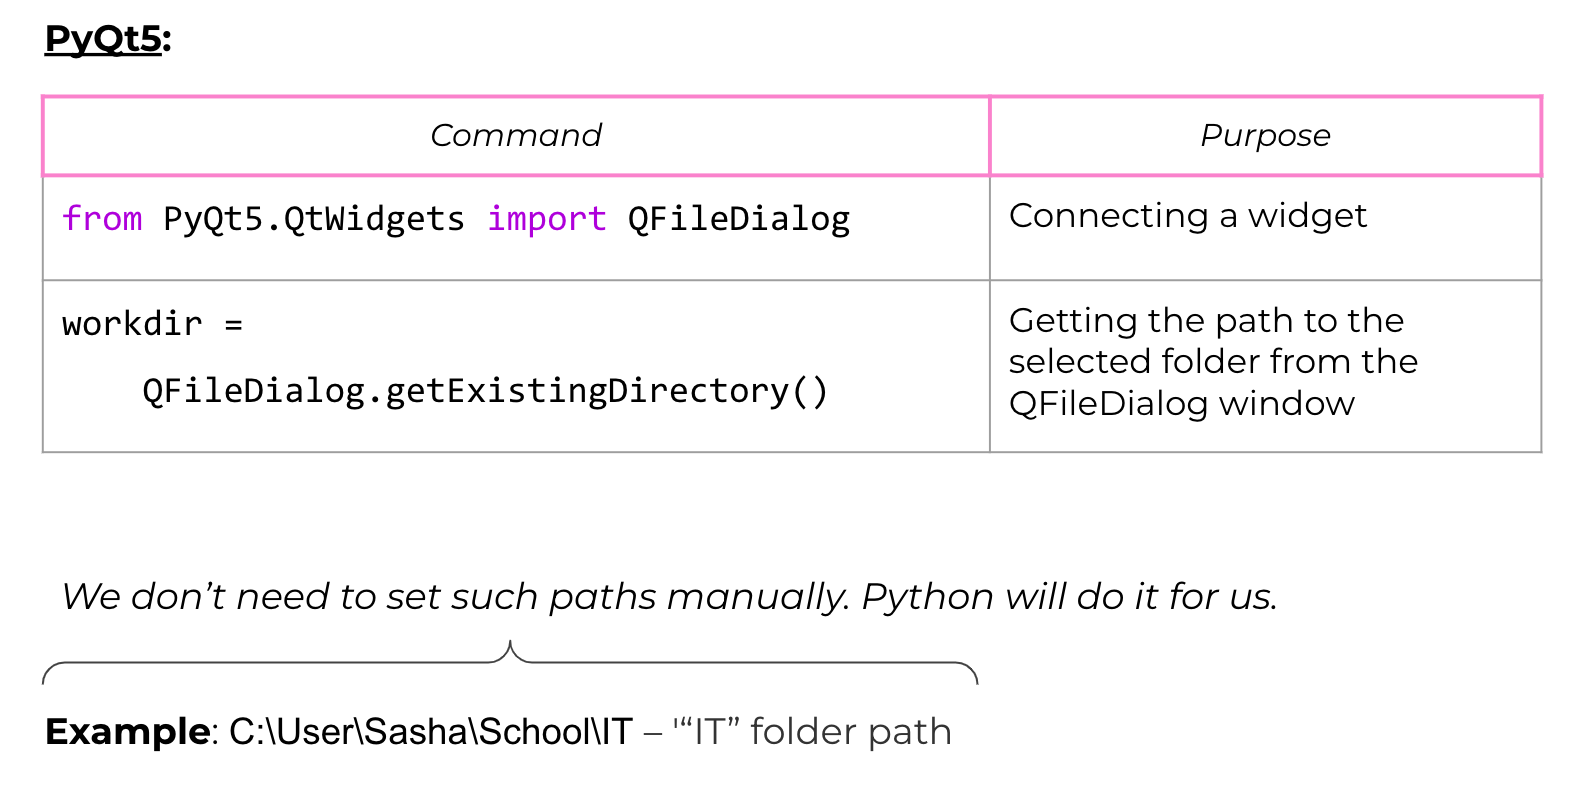 PyQt5:
Command
Purpose
from PyQt5.QtWidgets import QFileDialog
Connecting a widget
workdir =
QFileDialog.getExistingDirectory()
Getting the path to the
selected folder from the
QFileDialog window
We don’t need to set such paths manually. Python will do it for us.
Example: C:\User\Sasha\School\IT – '“IT” folder path